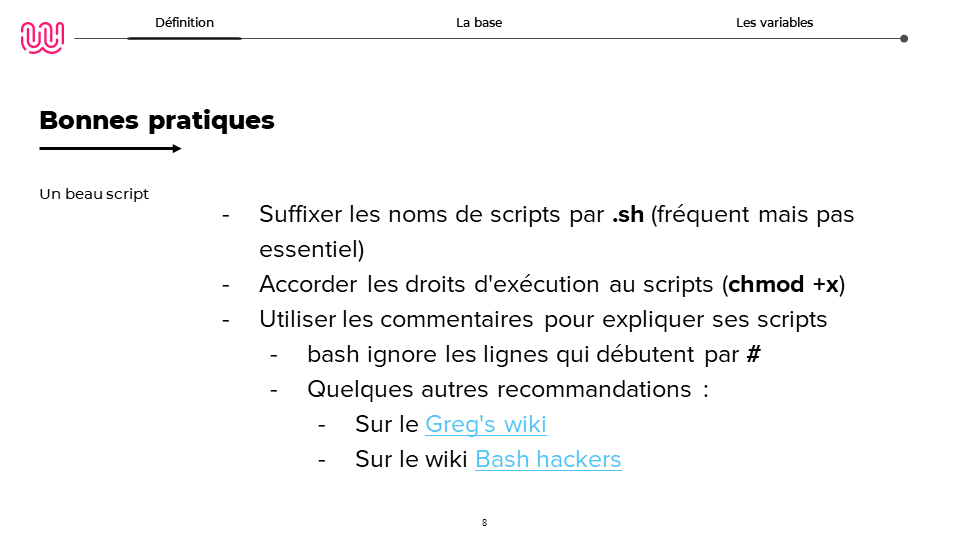 Définition
La base
Les variables
Bonnes pratiques
Un beau script
- Suffixer les noms de scripts par .sh (fréquent mais pas
essentiel)
- Accorder les droits d'exécution au scripts (chmod +x)
- Utiliser les commentaires pour expliquer ses scripts
- bash ignore les lignes qui débutent par #
- Quelques autres recommandations :
- Sur le Greg's wiki
- Sur le wiki Bash hackers
8